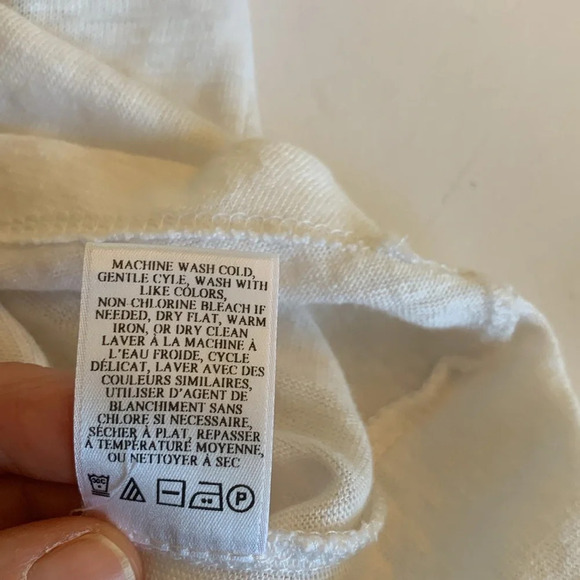 MACHINE WASH COLD,
GENTLE CYLE, WASH WITH
LIKE COLORS,
NON-CHLORINE BLEACH IF
NEEDED, DRY FLAT, WARM
IRON, OR DRY CLEAN
LAVER À LA MACHINE À
L'EAU FROIDE, CYCLE
DÉLICAT, LAVER AVEC DES
COULEURS SIMILAIRES,
UTILISER D'AGENT DE
BLANCHIMENT SANS
CHLORE SI NECESSAIRE,
SÉCHER À PLAT, REPASSER
À TEMPÉRATURE MOYENNE,
OU NETTOYER À SEC
30C P